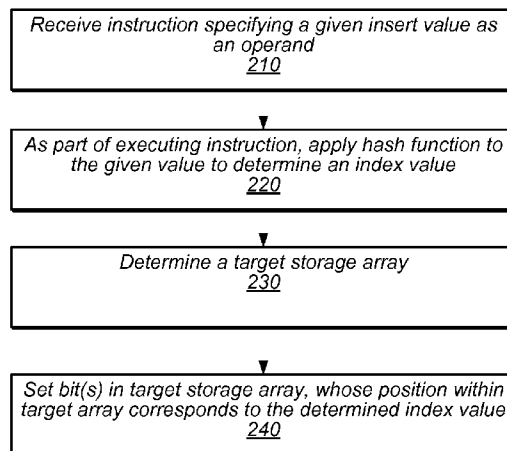 Receive instruction specifying a given insert value as
an operand
210
As part of executing instruction, apply hash function to
the given value to determine an index value
220
Determine a target storage array
230
Set bit(s) in target storage array, whose position within
target array corresponds to the determined index value
240